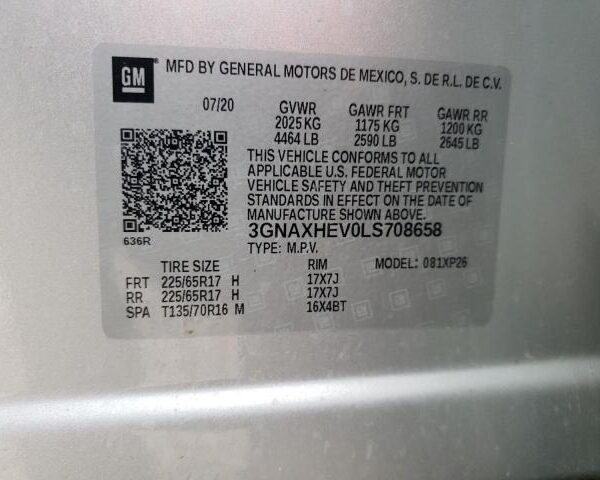 GM MFD BY GENERAL MOTORS DE MEXICO, S. DE R.L. DE C.V.
07/20 GVWR GAWR FRT GAWR RR
2025 KG 1175 KG 1200 KG
4464 LB 2590 LB 2645 LB
THIS VEHICLE CONFORMS TO ALL
APPLICABLE U.S. FEDERAL MOTOR
VEHICLE SAFETY AND THEFT PREVENTION
STANDARDS IN EFFECT ON THE DATE OF
MANUFACTURE SHOWN ABOVE.
636R 3GNAXHEV0LS708658
TYPE: M.P.V. MODEL: 081XP26
TIRE SIZE RIM
FRT 225/65R17 H 17X7J
RR 225/65R17 H 17X7J
SPA T135/70R16 M 16X4BT